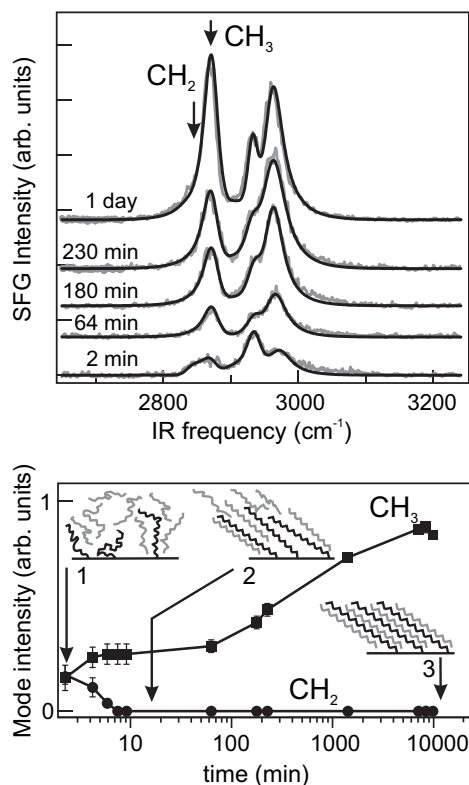 SFG Intensity (arb. units)
CH₃
CH₂
1 day
230 min
180 min
64 min
2 min
2800 3000 3200
IR frequency (cm⁻¹)
Mode intensity (arb. units)
1
0
1
2
3
CH₃
CH₂
10 100 1000 10000
time (min)